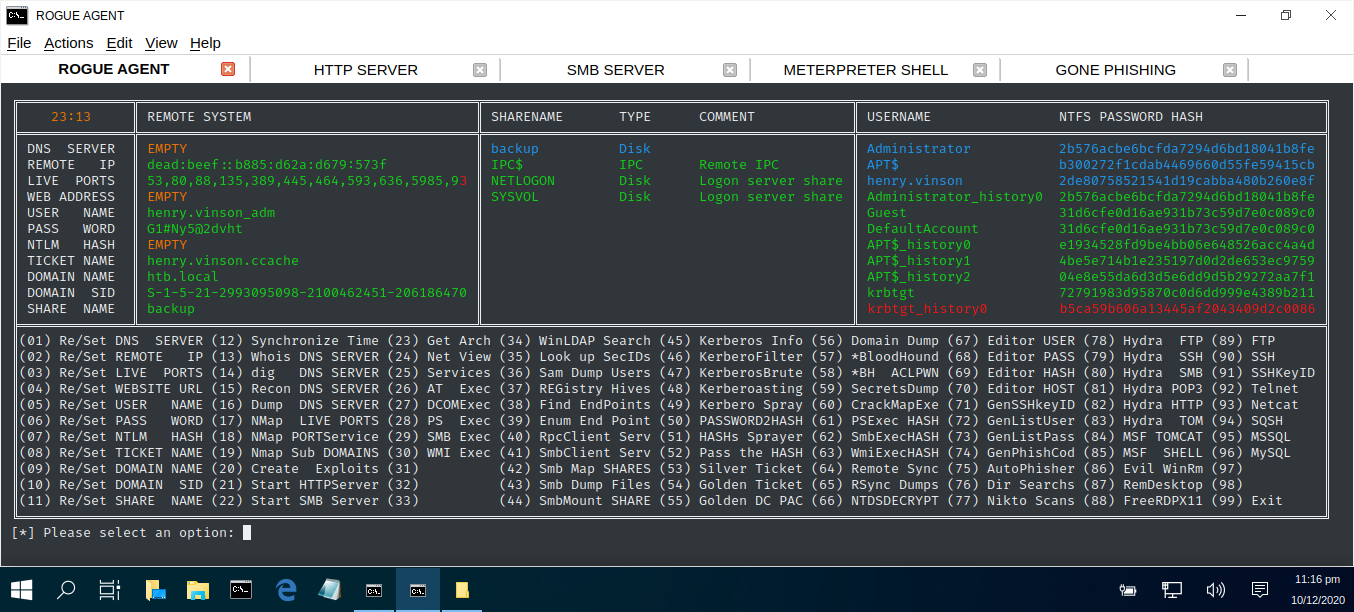 ROGUE AGENT
File Actions Edit View Help
ROGUE AGENT HTTP SERVER SMB SERVER METERPRETER SHELL GONE PHISHING
23:13 REMOTE SYSTEM SHARENAME TYPE COMMENT USERNAME NTFS PASSWORD HASH
DNS SERVER EMPTY backup Disk Administrator 2b576acbe6bcfda7294d6bd18041b8fe
REMOTE IP dead:beef::b885:d62a:d679:573f IPC$ IPC Remote IPC APT$ b300272f1cdab4469660d55fe59415cb
LIVE PORTS 53,80,88,135,389,445,464,593,636,5985,93 NETLOGON Disk Logon server share henry.vinson 2de80758521541d19cabba480b260e8f
WEB ADDRESS EMPTY SYSVOL Disk Logon server share Administrator_history0 2b576acbe6bcfda7294d6bd18041b8fe
USER NAME henry.vinson_adm Guest 31d6cfe0d16ae931b73c59d7e0c089c0
PASS WORD G1#Ny5@2dvht DefaultAccount 31d6cfe0d16ae931b73c59d7e0c089c0
NTLM HASH EMPTY APT$_history0 e1934528fd9be4bb06e648526acc4a4d
TICKET NAME henry.vinson.ccache APT$_history1 4be5e714b1e235197d0d2de653ec9759
DOMAIN NAME htb.local APT$_history2 04e8e55da6d3d5e6dd9d5b29272aa7f1
DOMAIN SID S-1-5-21-2993095098-2100462451-206186470 krbtgt 72791983d95870c0d6dd999e4389b211
SHARE NAME backup krbtgt_history0 b5ca59b606a13445af2043409d2c0086
(01) Re/Set DNS SERVER (12) Synchronize Time (23) Get Arch (34) WinLDAP Search (45) Kerberos Info (56) Domain Dump (67) Editor USER (78) Hydra FTP (89) FTP
(02) Re/Set REMOTE IP (13) Whois DNS SERVER (24) Net View (35) Look up SecIDs (46) KerberoFilter (57) *BloodHound (68) Editor PASS (79) Hydra SSH (90) SSH
(03) Re/Set LIVE PORTS (14) dig DNS SERVER (25) Services (36) Sam Dump Users (47) KerberosBrute (58) *BH ACLPWN (69) Editor HASH (80) Hydra SMB (91) SSHKeyID
(04) Re/Set WEBSITE URL (15) Recon DNS SERVER (26) AT Exec (37) REGistry Hives (48) Kerberoasting (59) SecretsDump (70) Editor HOST (81) Hydra POP3 (92) Telnet
(05) Re/Set USER NAME (16) Dump DNS SERVER (27) DCOMExec (38) Find EndPoints (49) Kerbero Spray (60) CrackMapExe (71) GenSSHkeyID (82) Hydra HTTP (93) Netcat
(06) Re/Set PASS WORD (17) NMap LIVE PORTS (28) PS Exec (39) Enum End Point (50) PASSWORD2HASH (61) PSExec HASH (72) GenListUser (83) Hydra TOM (94) SQSH
(07) Re/Set NTLM HASH (18) NMap PORTService (29) SMB Exec (40) RpcClient Serv (51) HASHs Sprayer (62) SmbExecHASH (73) GenListPass (84) MSF TOMCAT (95) MSSQL
(08) Re/Set TICKET NAME (19) Nmap Sub DOMAINS (30) WMI Exec (41) SmbClient Serv (52) Pass the HASH (63) WmiExecHASH (74) GenPhishCod (85) MSF SHELL (96) MySQL
(09) Re/Set DOMAIN NAME (20) Create Exploits (31) (42) Smb Map SHARES (53) Silver Ticket (64) Remote Sync (75) AutoPhisher (86) Evil WinRm (97)
(10) Re/Set DOMAIN SID (21) Start HTTPServer (32) (43) Smb Dump Files (54) Golden Ticket (65) RSync Dumps (76) Dir Searchs (87) RemDesktop (98)
(11) Re/Set SHARE NAME (22) Start SMB Server (33) (44) SmbMount SHARE (55) Golden DC PAC (66) NTDSDECRYPT (77) Nikto Scans (88) FreeRDPX11 (99) Exit
[*] Please select an option:
11:16 pm
10/12/2020